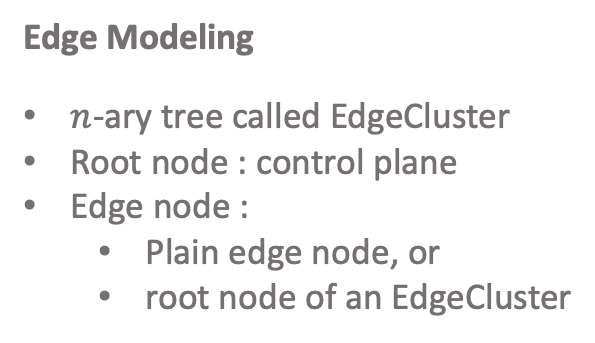 Edge Modeling
• n-ary tree called EdgeCluster
• Root node : control plane
• Edge node :
• Plain edge node, or
• root node of an EdgeCluster